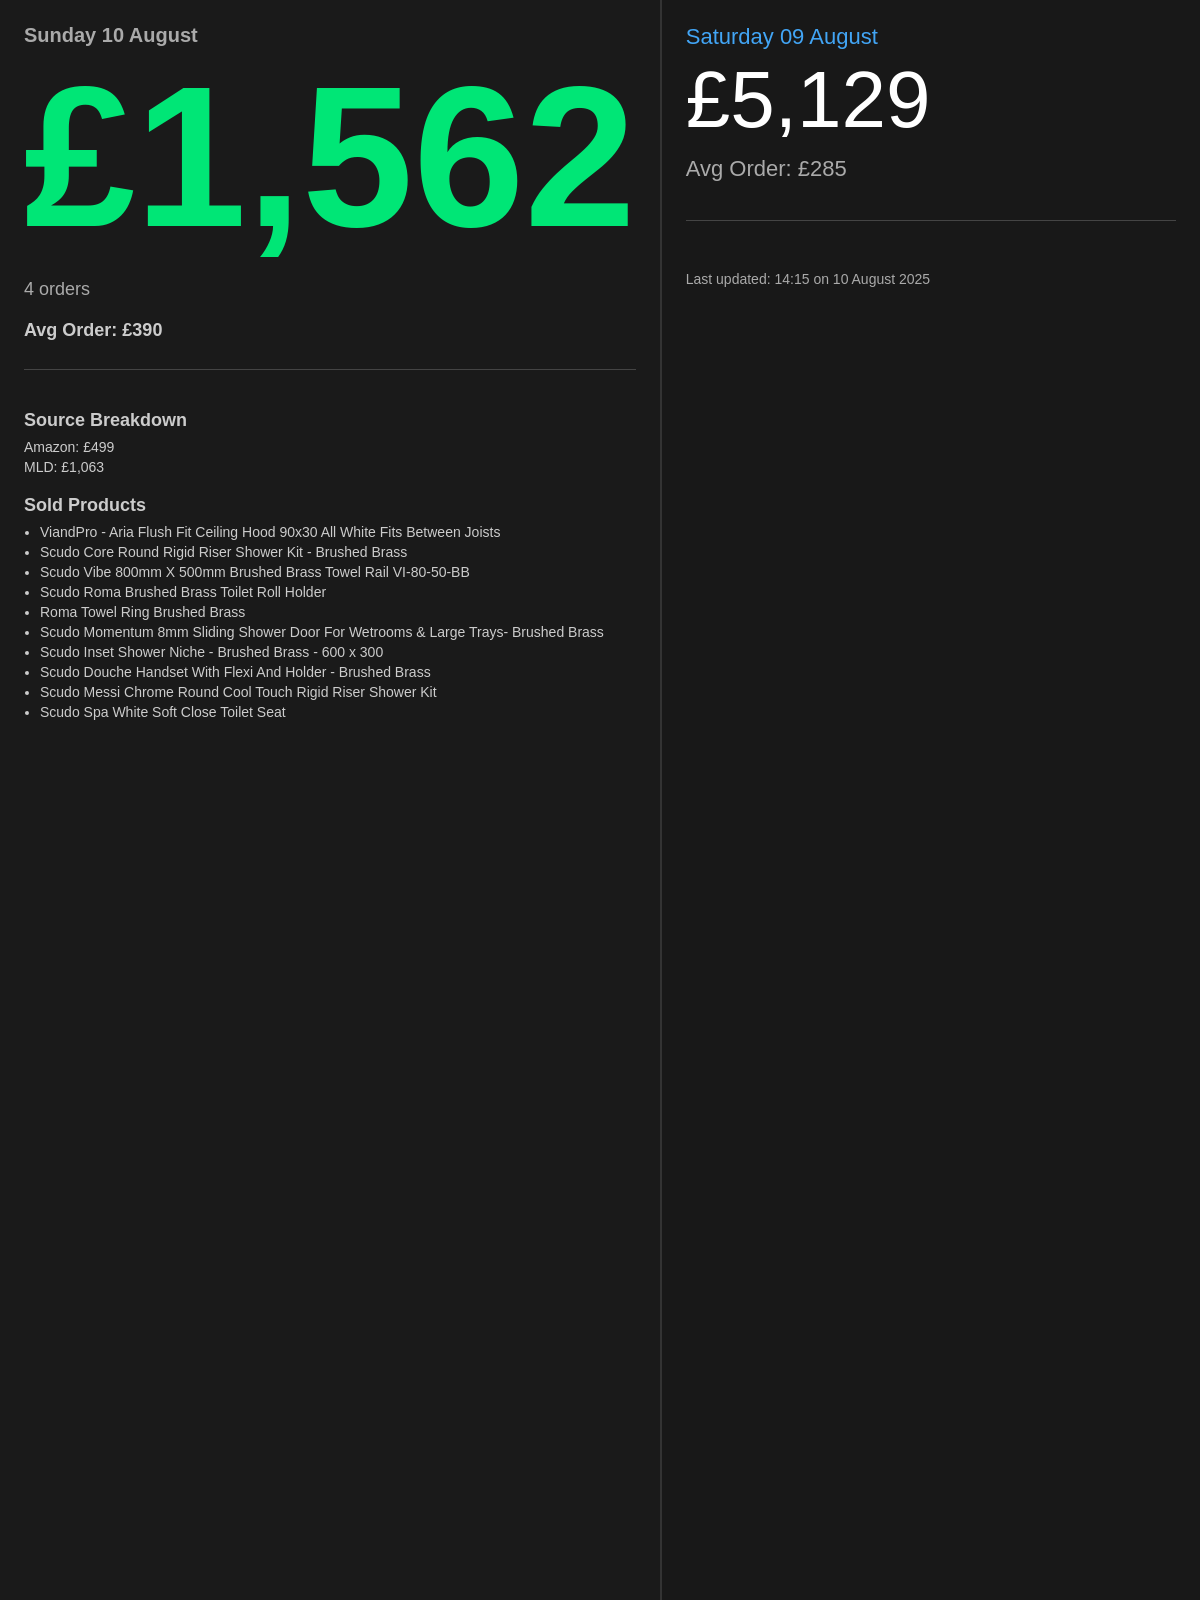 Sunday 10 August
£1,562
4 orders
Avg Order: £390
Source Breakdown
Amazon: £499
MLD: £1,063
Sold Products
• ViandPro - Aria Flush Fit Ceiling Hood 90x30 All White Fits Between Joists
• Scudo Core Round Rigid Riser Shower Kit - Brushed Brass
• Scudo Vibe 800mm X 500mm Brushed Brass Towel Rail VI-80-50-BB
• Scudo Roma Brushed Brass Toilet Roll Holder
• Roma Towel Ring Brushed Brass
• Scudo Momentum 8mm Sliding Shower Door For Wetrooms & Large Trays- Brushed Brass
• Scudo Inset Shower Niche - Brushed Brass - 600 x 300
• Scudo Douche Handset With Flexi And Holder - Brushed Brass
• Scudo Messi Chrome Round Cool Touch Rigid Riser Shower Kit
• Scudo Spa White Soft Close Toilet Seat
Saturday 09 August
£5,129
Avg Order: £285
Last updated: 14:15 on 10 August 2025